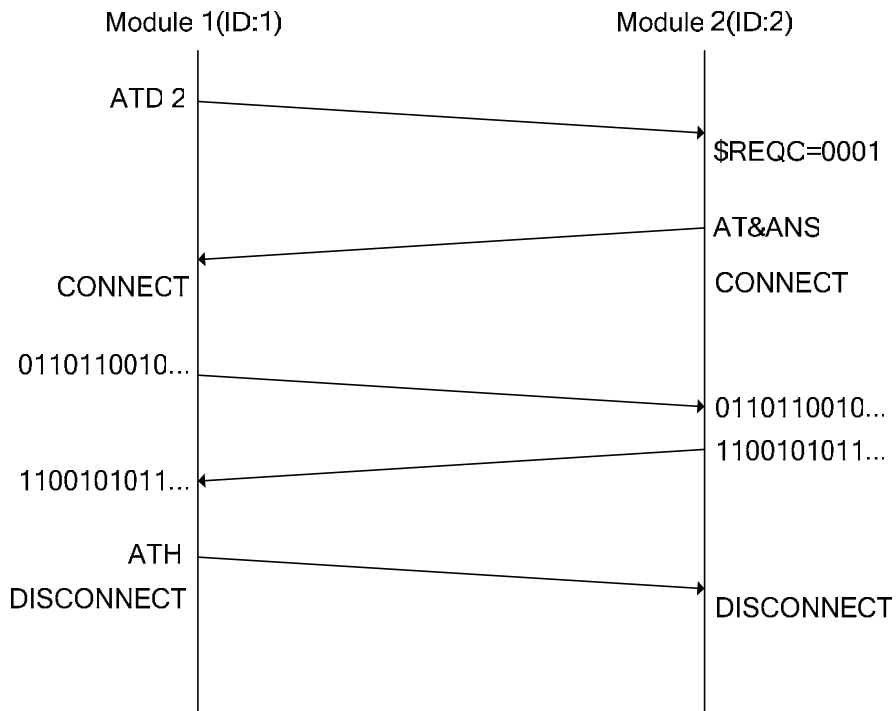 Module 1(ID:1)
Module 2(ID:2)
ATD 2
$REQC=0001
AT&ANS
CONNECT
CONNECT
0110110010...
0110110010...
1100101011...
1100101011...
ATH
DISCONNECT
DISCONNECT